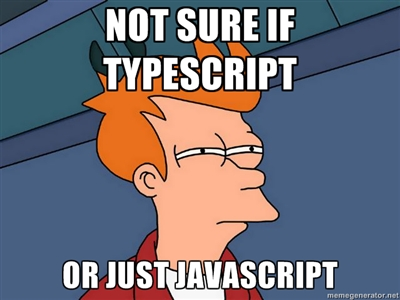 NOT SURE IF
TYPESCRIPT
OR JUST JAVASCRIPT
memegenerator.net